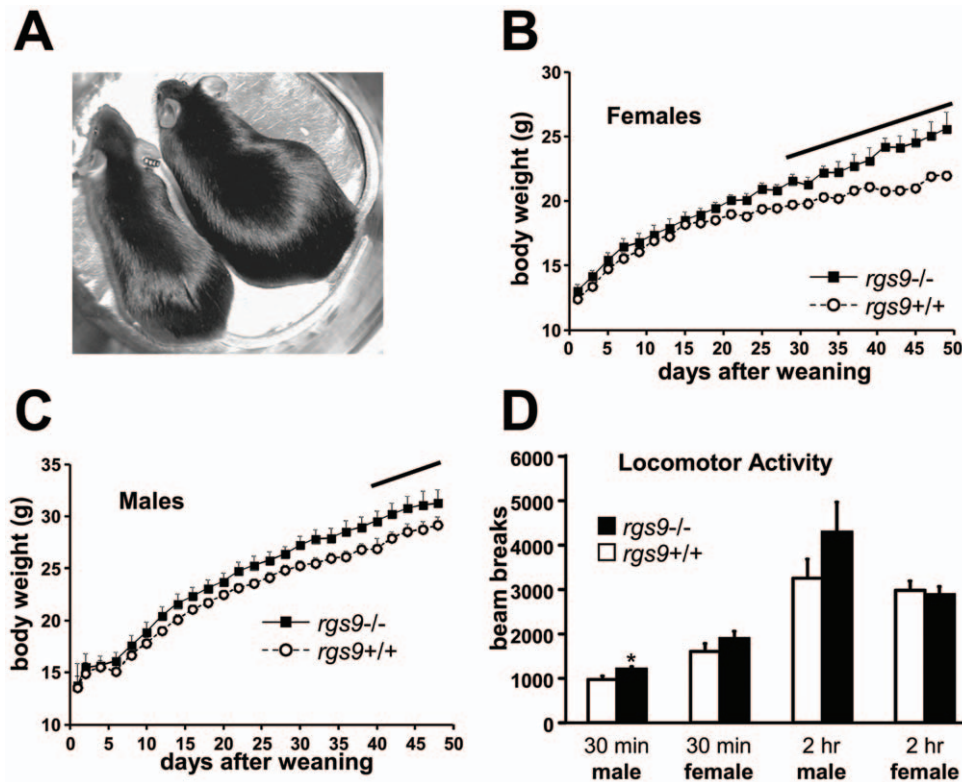 A
B
30
25
20
15
10
body weight (g)
Females
rgs9-/-
rgs9+/+
0 5 10 15 20 25 30 35 40 45 50
days after weaning
C
35
30
25
20
15
10
body weight (g)
Males
rgs9-/-
rgs9+/+
0 5 10 15 20 25 30 35 40 45 50
days after weaning
D
6000
5000
4000
3000
2000
1000
0
beam breaks
Locomotor Activity
rgs9-/-
rgs9+/+
*
30 min 30 min 2 hr 2 hr
male female male female